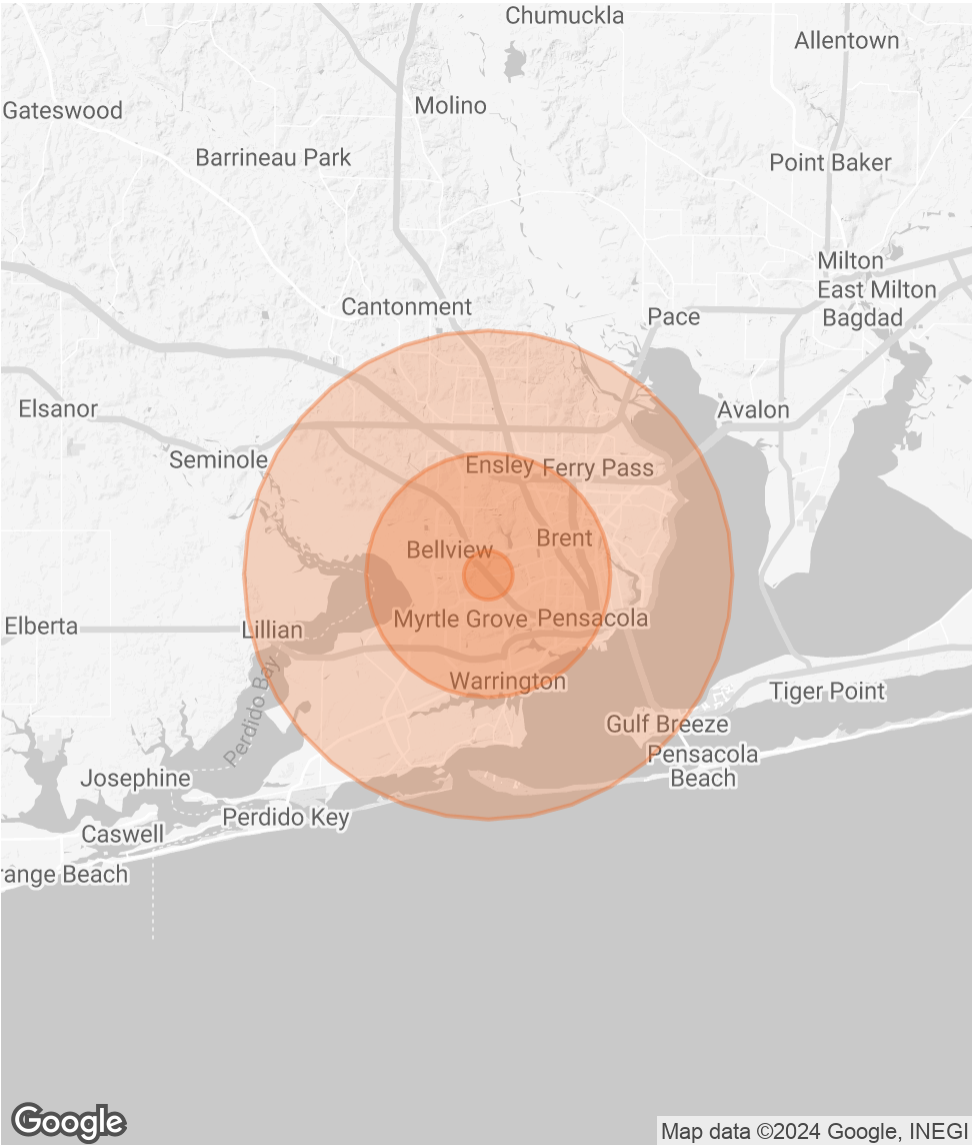 Chumuckla
Allentown
Molino
Gateswood
Barrineau Park
Point Baker
Milton
East Milton
Cantonment
Pace
Bagdad
Elsanor
Avalon
Seminole
Ensley
Ferry Pass
Brent
Bellview
Myrtle Grove
Pensacola
Elberta
Lillian
Warrington
Tiger Point
Perdido Bay
Gulf Breeze
Pensacola
Beach
Josephine
Perdido Key
Caswell
range Beach
Google
Map data ©2024 Google, INEGI